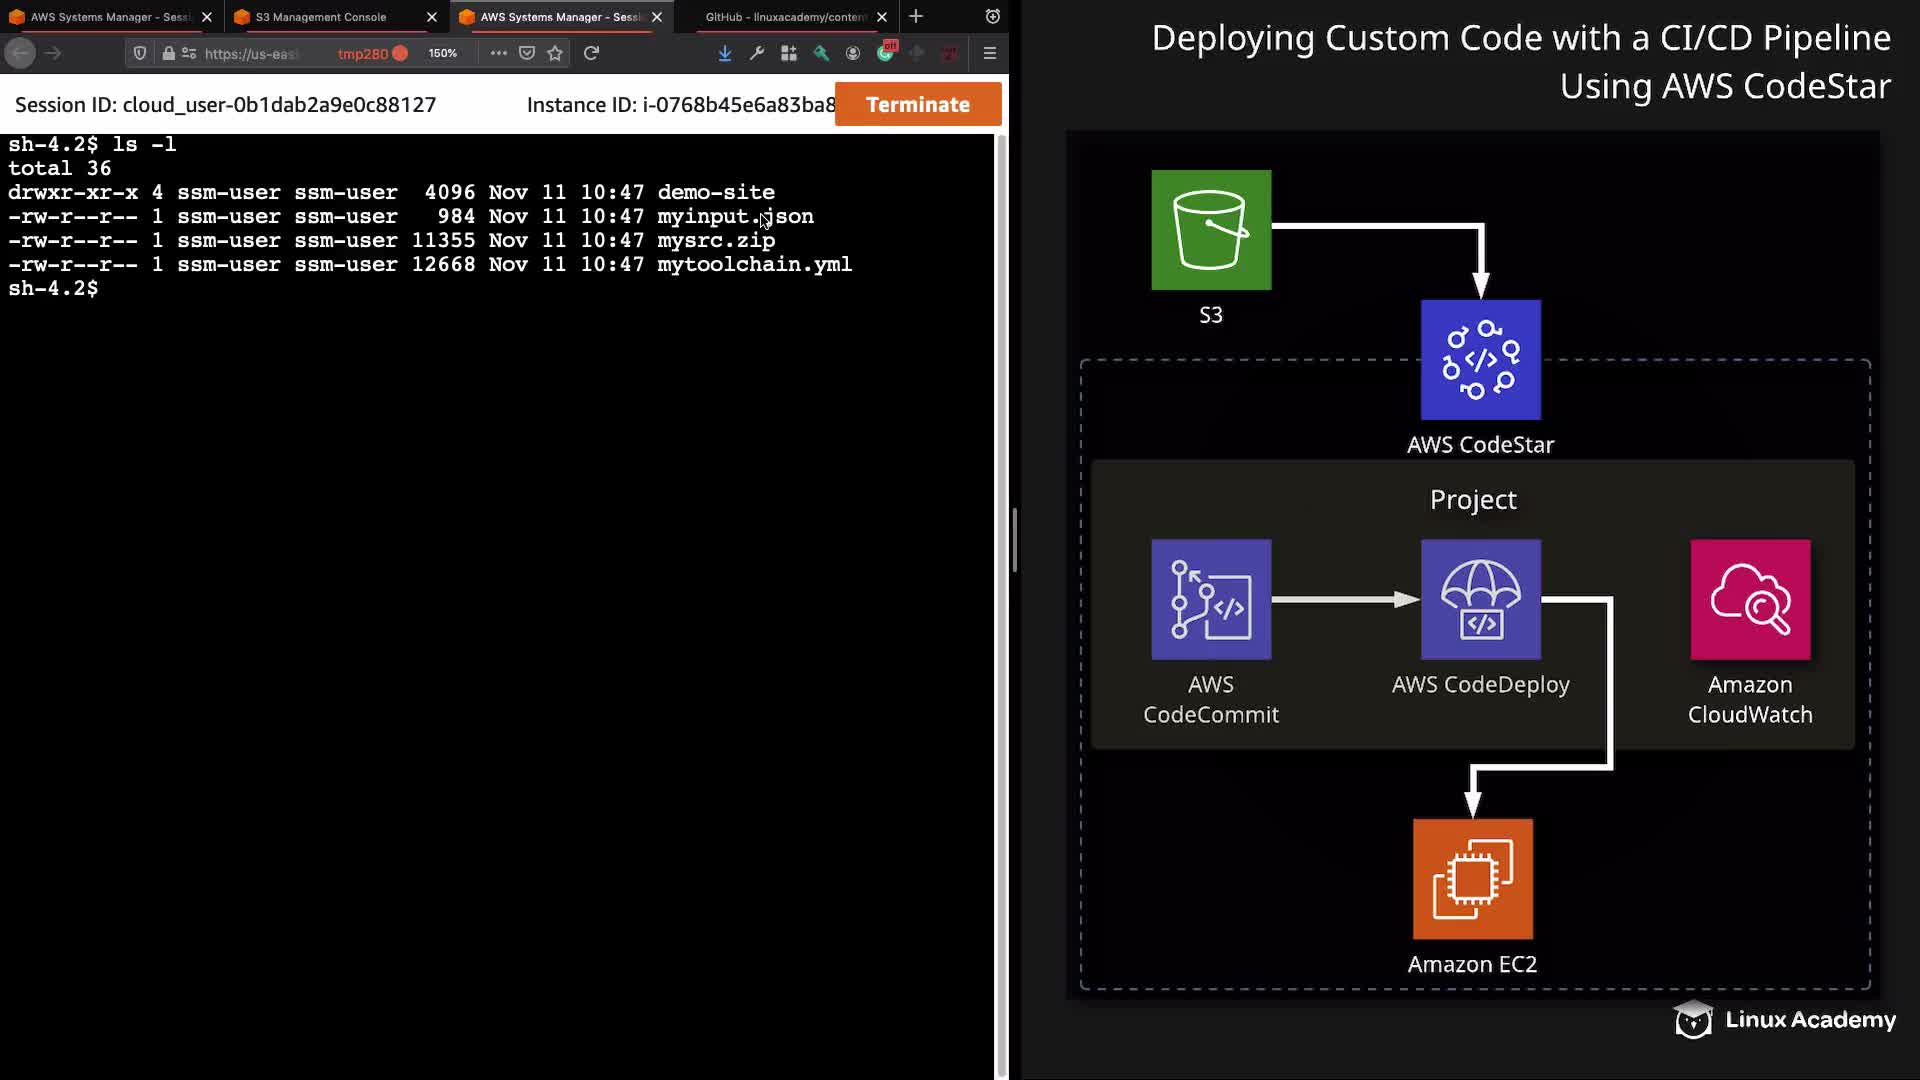 AWS Systems Manager - Sessi
S3 Management Console
AWS Systems Manager - Sessi
GitHub - linuxacademy/content
https://us-eas
tmp280
150%
off
Session ID: cloud_user-0b1dab2a9e0c88127
Instance ID: i-0768b45e6a83ba8
Terminate
sh-4.2$ ls -l
total 36
drwxr-xr-x 4 ssm-user ssm-user  4096 Nov 11 10:47 demo-site
-rw-r--r-- 1 ssm-user ssm-user   984 Nov 11 10:47 myinput.json
-rw-r--r-- 1 ssm-user ssm-user 11355 Nov 11 10:47 mysrc.zip
-rw-r--r-- 1 ssm-user ssm-user 12668 Nov 11 10:47 mytoolchain.yml
sh-4.2$
Deploying Custom Code with a CI/CD Pipeline
Using AWS CodeStar
S3
AWS CodeStar
Project
AWS
CodeCommit
AWS CodeDeploy
Amazon
CloudWatch
Amazon EC2
Linux Academy